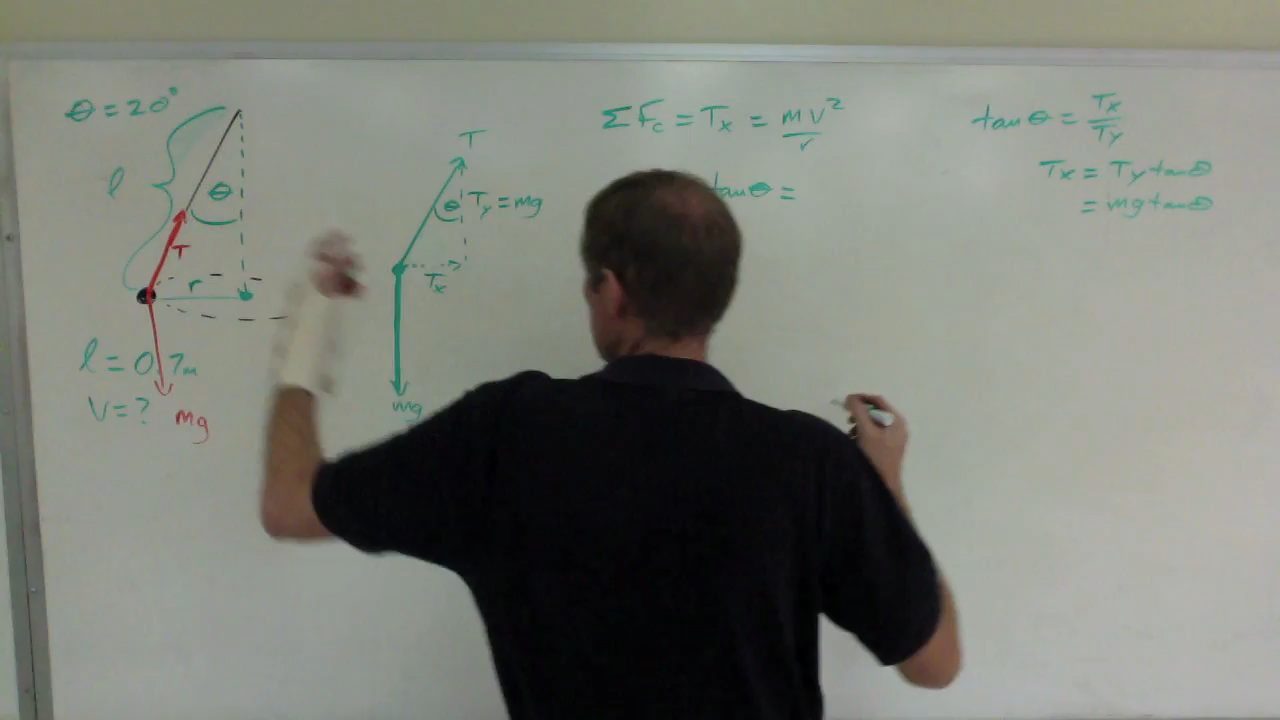 θ = 20°
l
θ
T
r
l = 0.7m
V = ?
mg
T
θ
Ty = mg
Tx
mg
ΣFc = Tx = mv²/r
tanθ =
tanθ = Tx/Ty
Tx = Ty tanθ
= mg tanθ